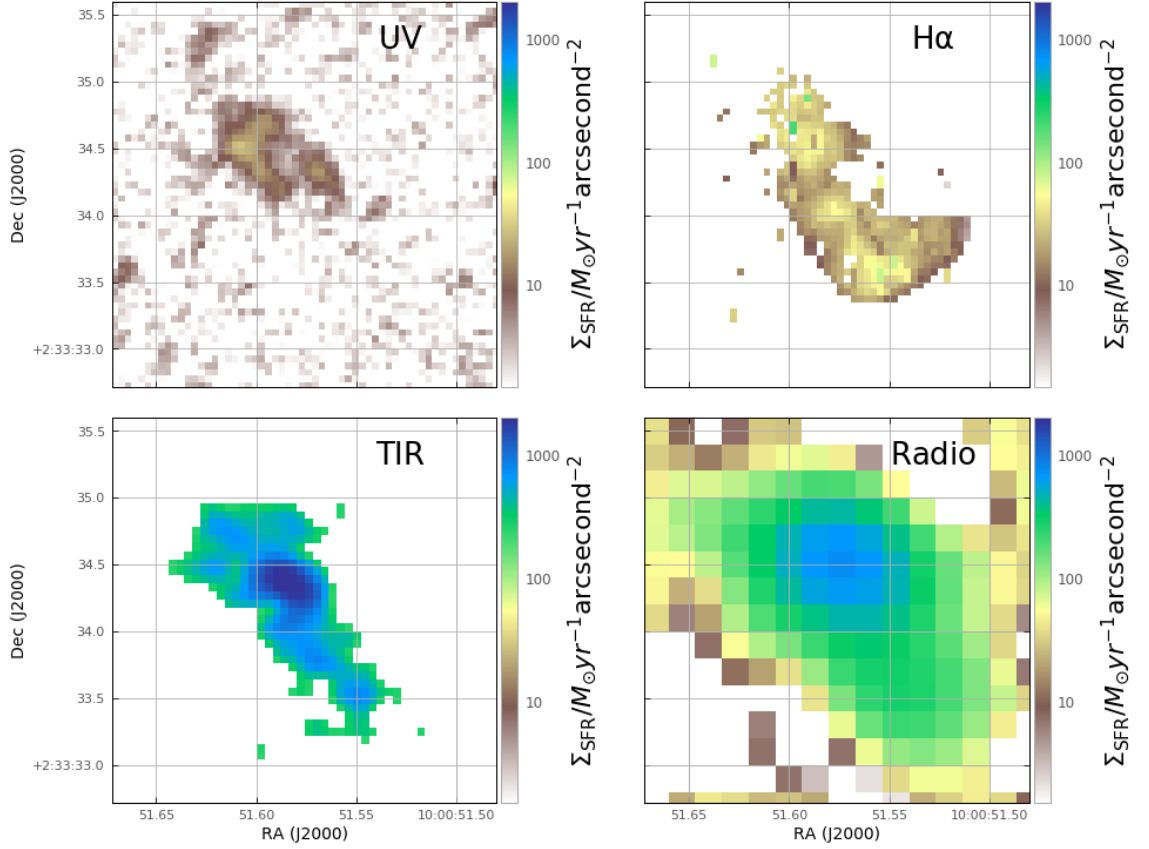 UV
Hα
35.5
35.0
34.5
34.0
33.5
+2:33:33.0
Dec (J2000)
1000
100
10
Σ_SFR/M_⊙yr⁻¹arcsecond⁻²
1000
100
10
Σ_SFR/M_⊙yr⁻¹arcsecond⁻²
TIR
Radio
35.5
35.0
34.5
34.0
33.5
+2:33:33.0
Dec (J2000)
1000
100
10
Σ_SFR/M_⊙yr⁻¹arcsecond⁻²
1000
100
10
Σ_SFR/M_⊙yr⁻¹arcsecond⁻²
51.65 51.60 51.55 10:00:51.50
RA (J2000)
51.65 51.60 51.55 10:00:51.50
RA (J2000)